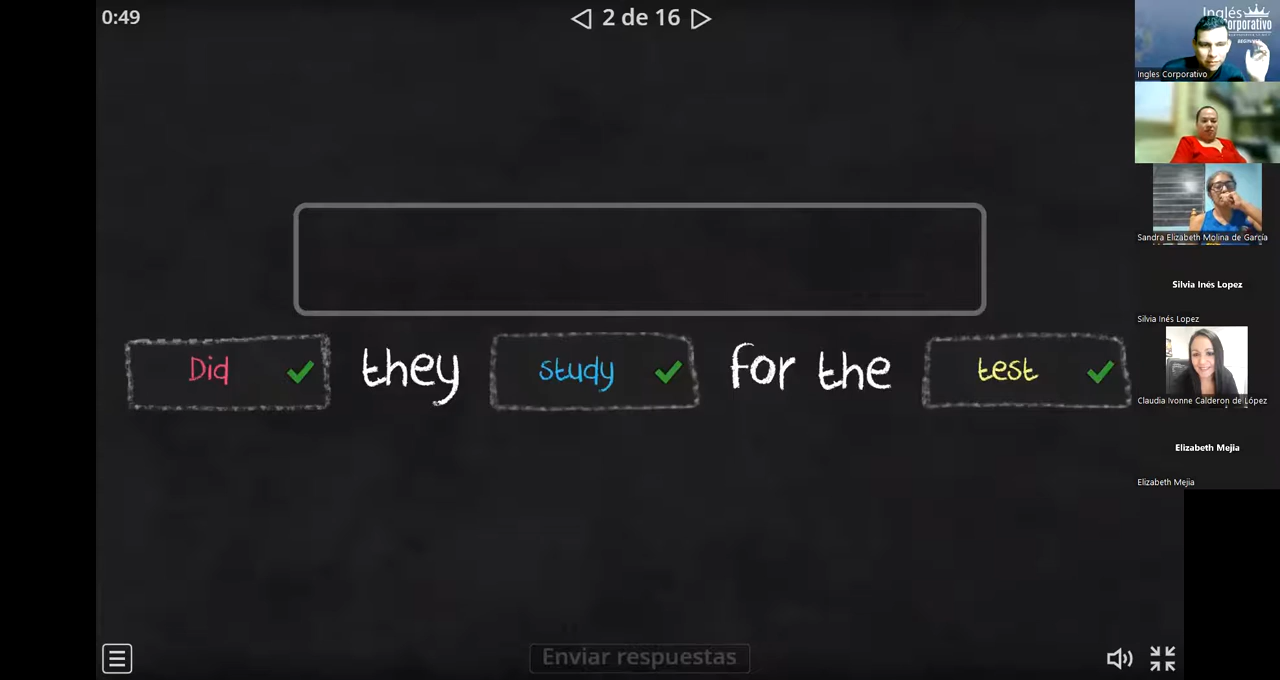 0:49
2 de 16
Did they study for the test
Enviar respuestas
Inglés
Corporativo
Ingles Corporativo
Sandra Elizabeth Molina de García
Silvia Inés Lopez
Silvia Inés Lopez
Claudia Ivonne Calderon de López
Elizabeth Mejia
Elizabeth Mejia